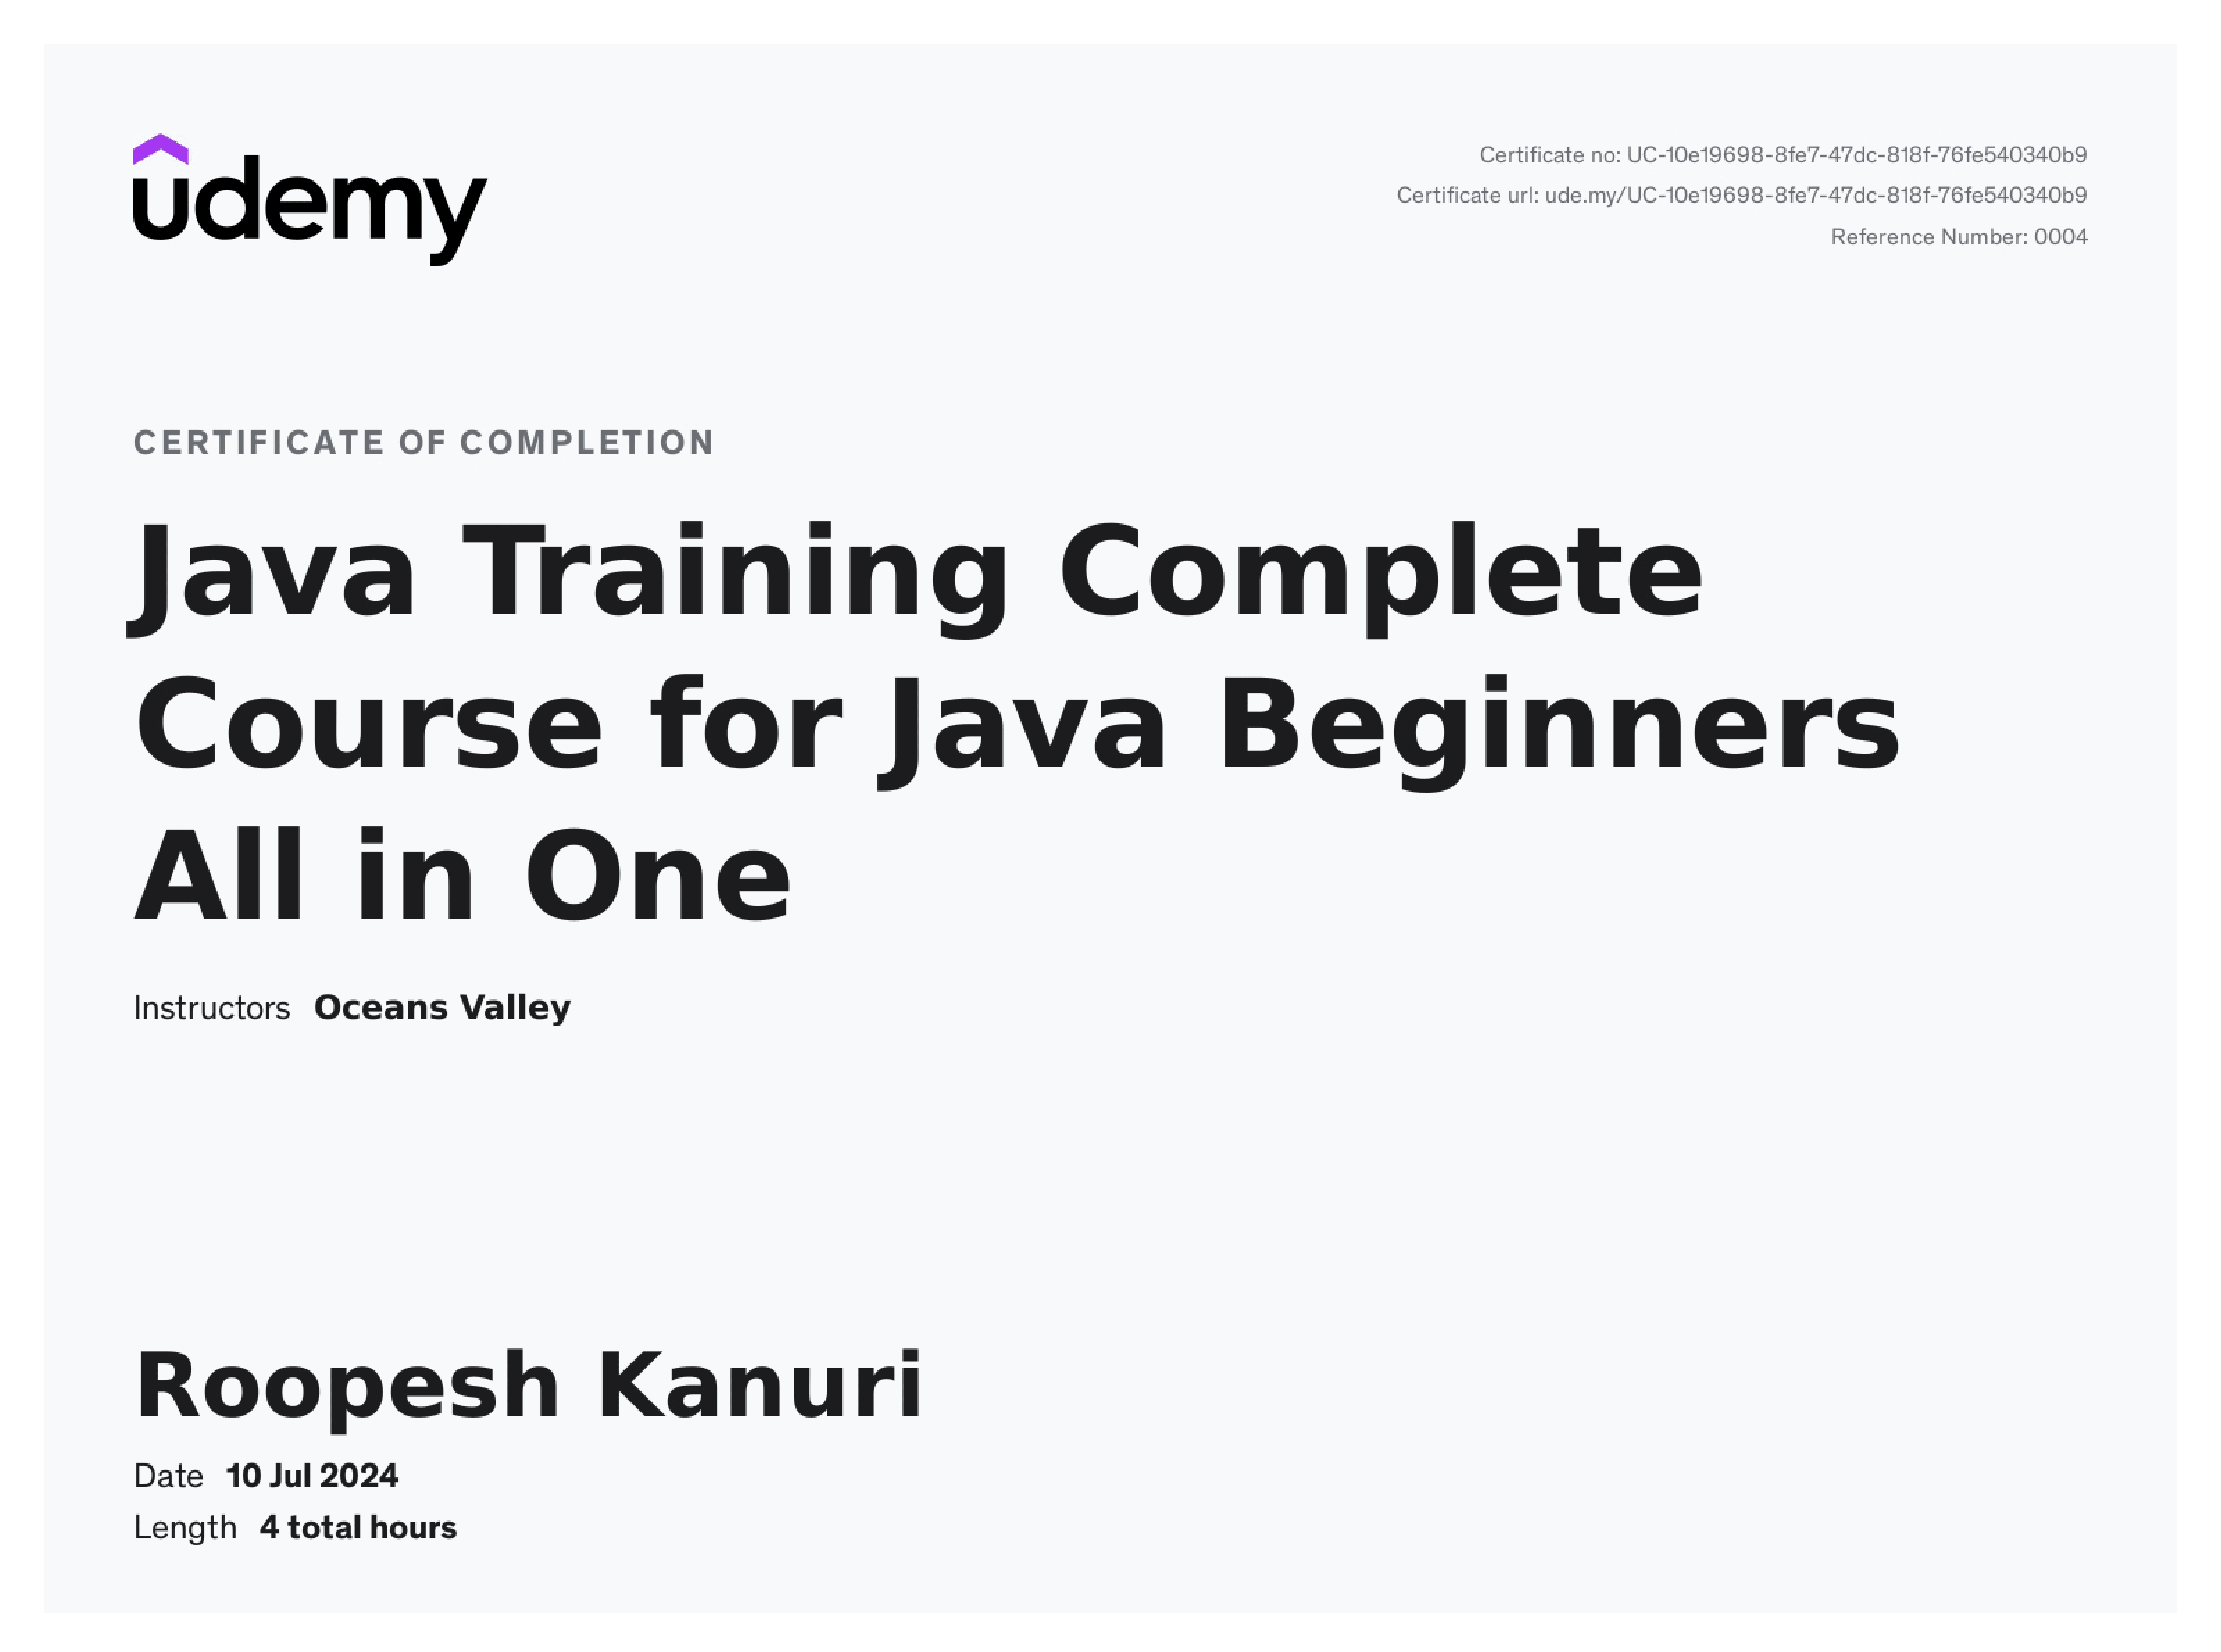 udemy
Certificate no: UC-10e19698-8fe7-47dc-818f-76fe540340b9
Certificate url: ude.my/UC-10e19698-8fe7-47dc-818f-76fe540340b9
Reference Number: 0004
CERTIFICATE OF COMPLETION
Java Training Complete
Course for Java Beginners
All in One
Instructors Oceans Valley
Roopesh Kanuri
Date 10 Jul 2024
Length 4 total hours